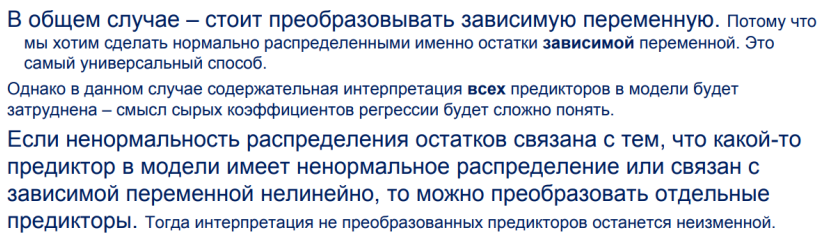 В общем случае – стоит преобразовывать зависимую переменную. Потому что
мы хотим сделать нормально распределенными именно остатки зависимой переменной. Это
самый универсальный способ.
Однако в данном случае содержательная интерпретация всех предикторов в модели будет
затруднена – смысл сырых коэффициентов регрессии будет сложно понять.
Если ненормальность распределения остатков связана с тем, что какой-то
предиктор в модели имеет ненормальное распределение или связан с
зависимой переменной нелинейно, то можно преобразовать отдельные
предикторы. Тогда интерпретация не преобразованных предикторов останется неизменной.